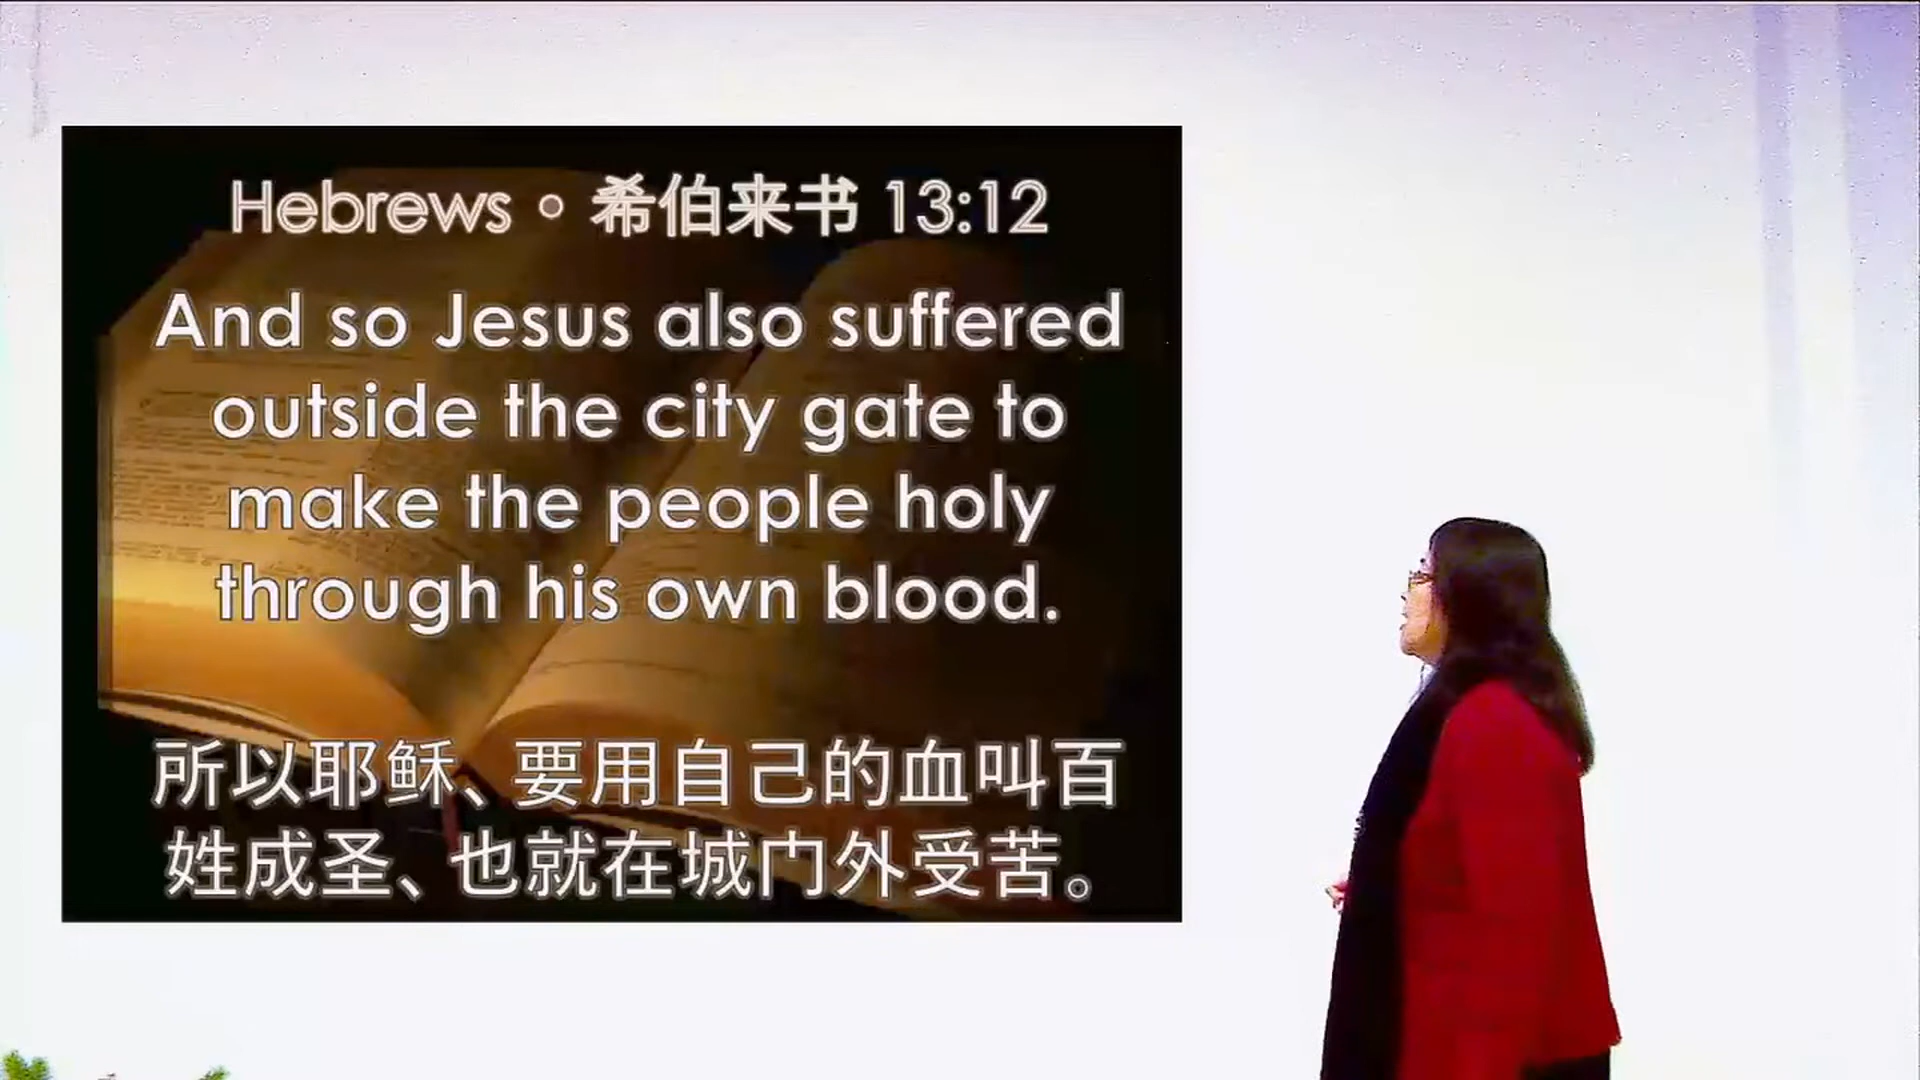 Hebrews • 希伯来书 13:12
And so Jesus also suffered
outside the city gate to
make the people holy
through his own blood.
所以耶稣、要用自己的血叫百
姓成圣、也就在城门外受苦。